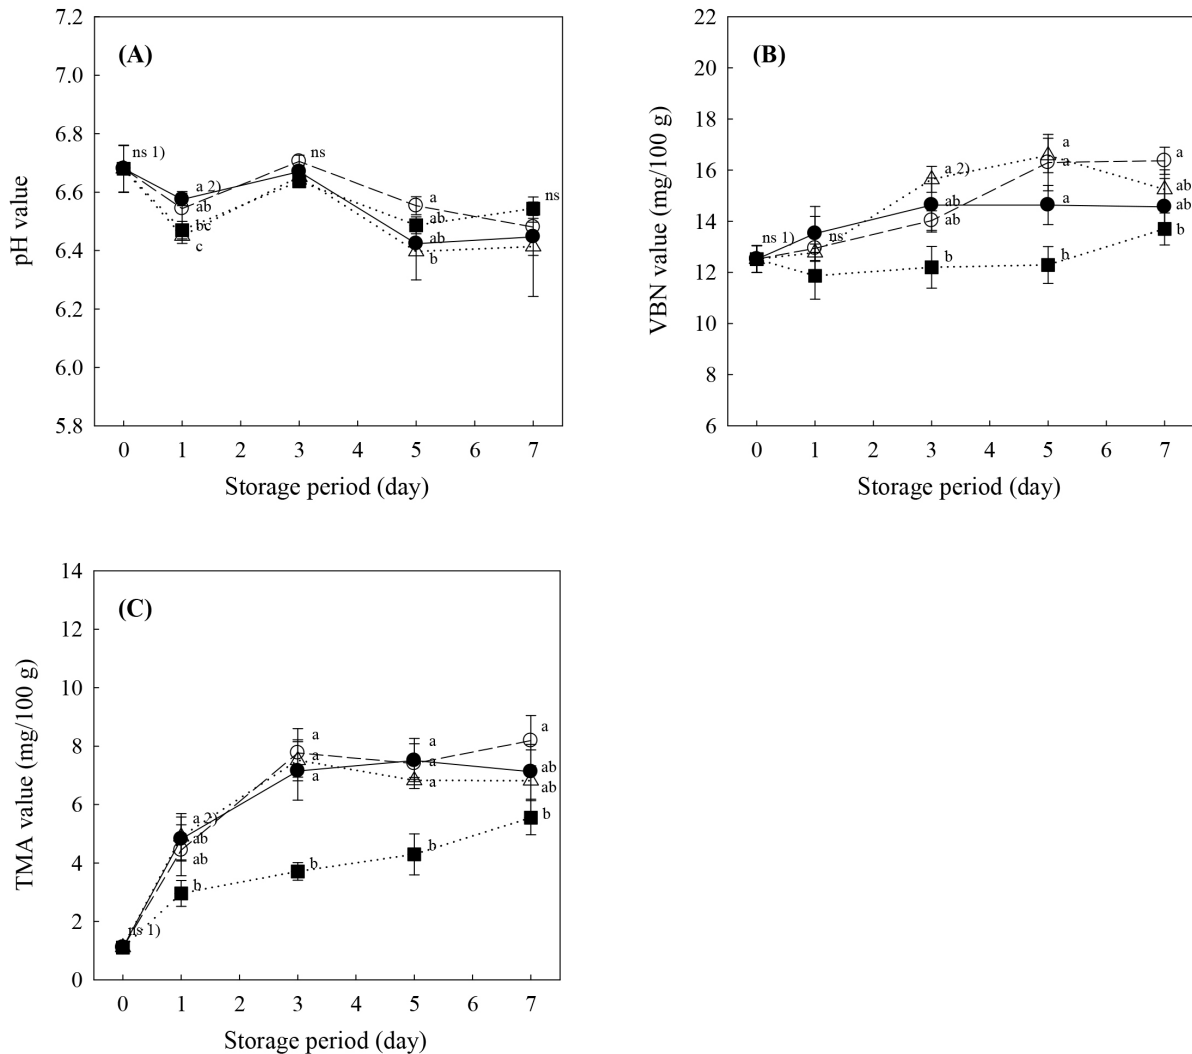 (A)
pH value
7.2
7.0
6.8
6.6
6.4
6.2
6.0
5.8
ns 1)
a 2)
ab
bc
c
ns
a
ab
ab
b
ns
0 1 2 3 4 5 6 7
Storage period (day)
(B)
VBN value (mg/100 g)
22
20
18
16
14
12
10
8
6
ns 1)
ns
a 2)
ab
ab
b
a
a
a
b
a
ab
ab
b
0 1 2 3 4 5 6 7
Storage period (day)
(C)
TMA value (mg/100 g)
14
12
10
8
6
4
2
0
ns 1)
a 2)
ab
ab
b
a
a
a
b
a
a
a
b
a
ab
ab
b
0 1 2 3 4 5 6 7
Storage period (day)